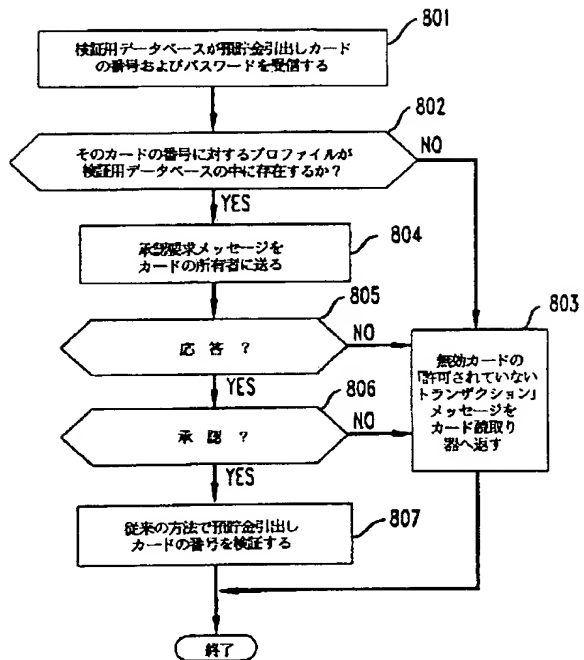 801
検証用データベースが預貯金引出しカード
の番号およびパスワードを受信する
802
そのカードの番号に対するプロファイルが
検証用データベースの中に存在するか?
NO
YES
804
承認要求メッセージを
カードの所有者に送る
805
応答?
NO
YES
803
無効カードの
「許可されていない
トランザクション」
メッセージを
カード読取り
器へ返す
806
承認?
NO
YES
807
従来の方法で預貯金引出し
カードの番号を検証する
終了